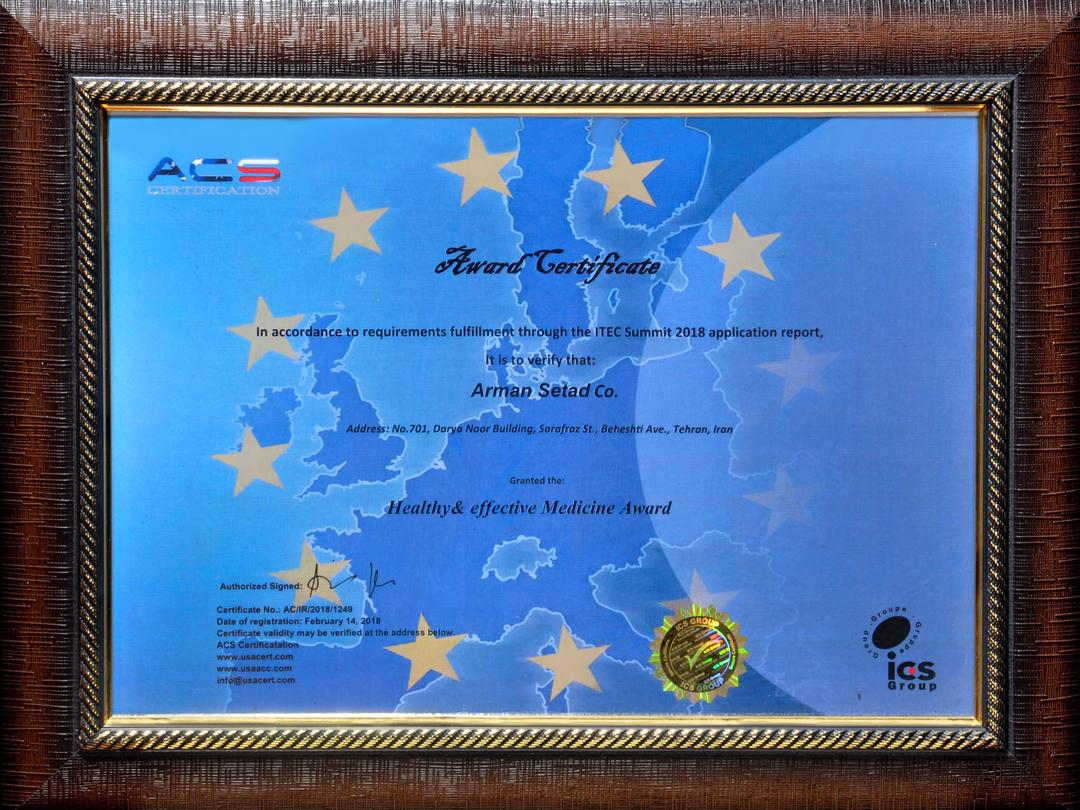 ACS
CERTIFICATION
Award Certificate
In accordance to requirements fulfillment through the ITEC Summit 2018 application report,
It is to verify that:
Arman Setad Co.
Address: No.701, Darya Noor Building, Sarafraz St., Beheshti Ave., Tehran, Iran
Granted the:
Healthy& effective Medicine Award
Authorized Signed:
Certificate No.: AC/IR/2018/1249
Date of registration: February 14, 2018
Certificate validity may be verified at the address below.
ACS Certificatation
www.usacert.com
www.usaacc.com
info@usacert.com
ICS GROUP
ICS GROUP
Group . Gruppe . Groupe .
ics
Group